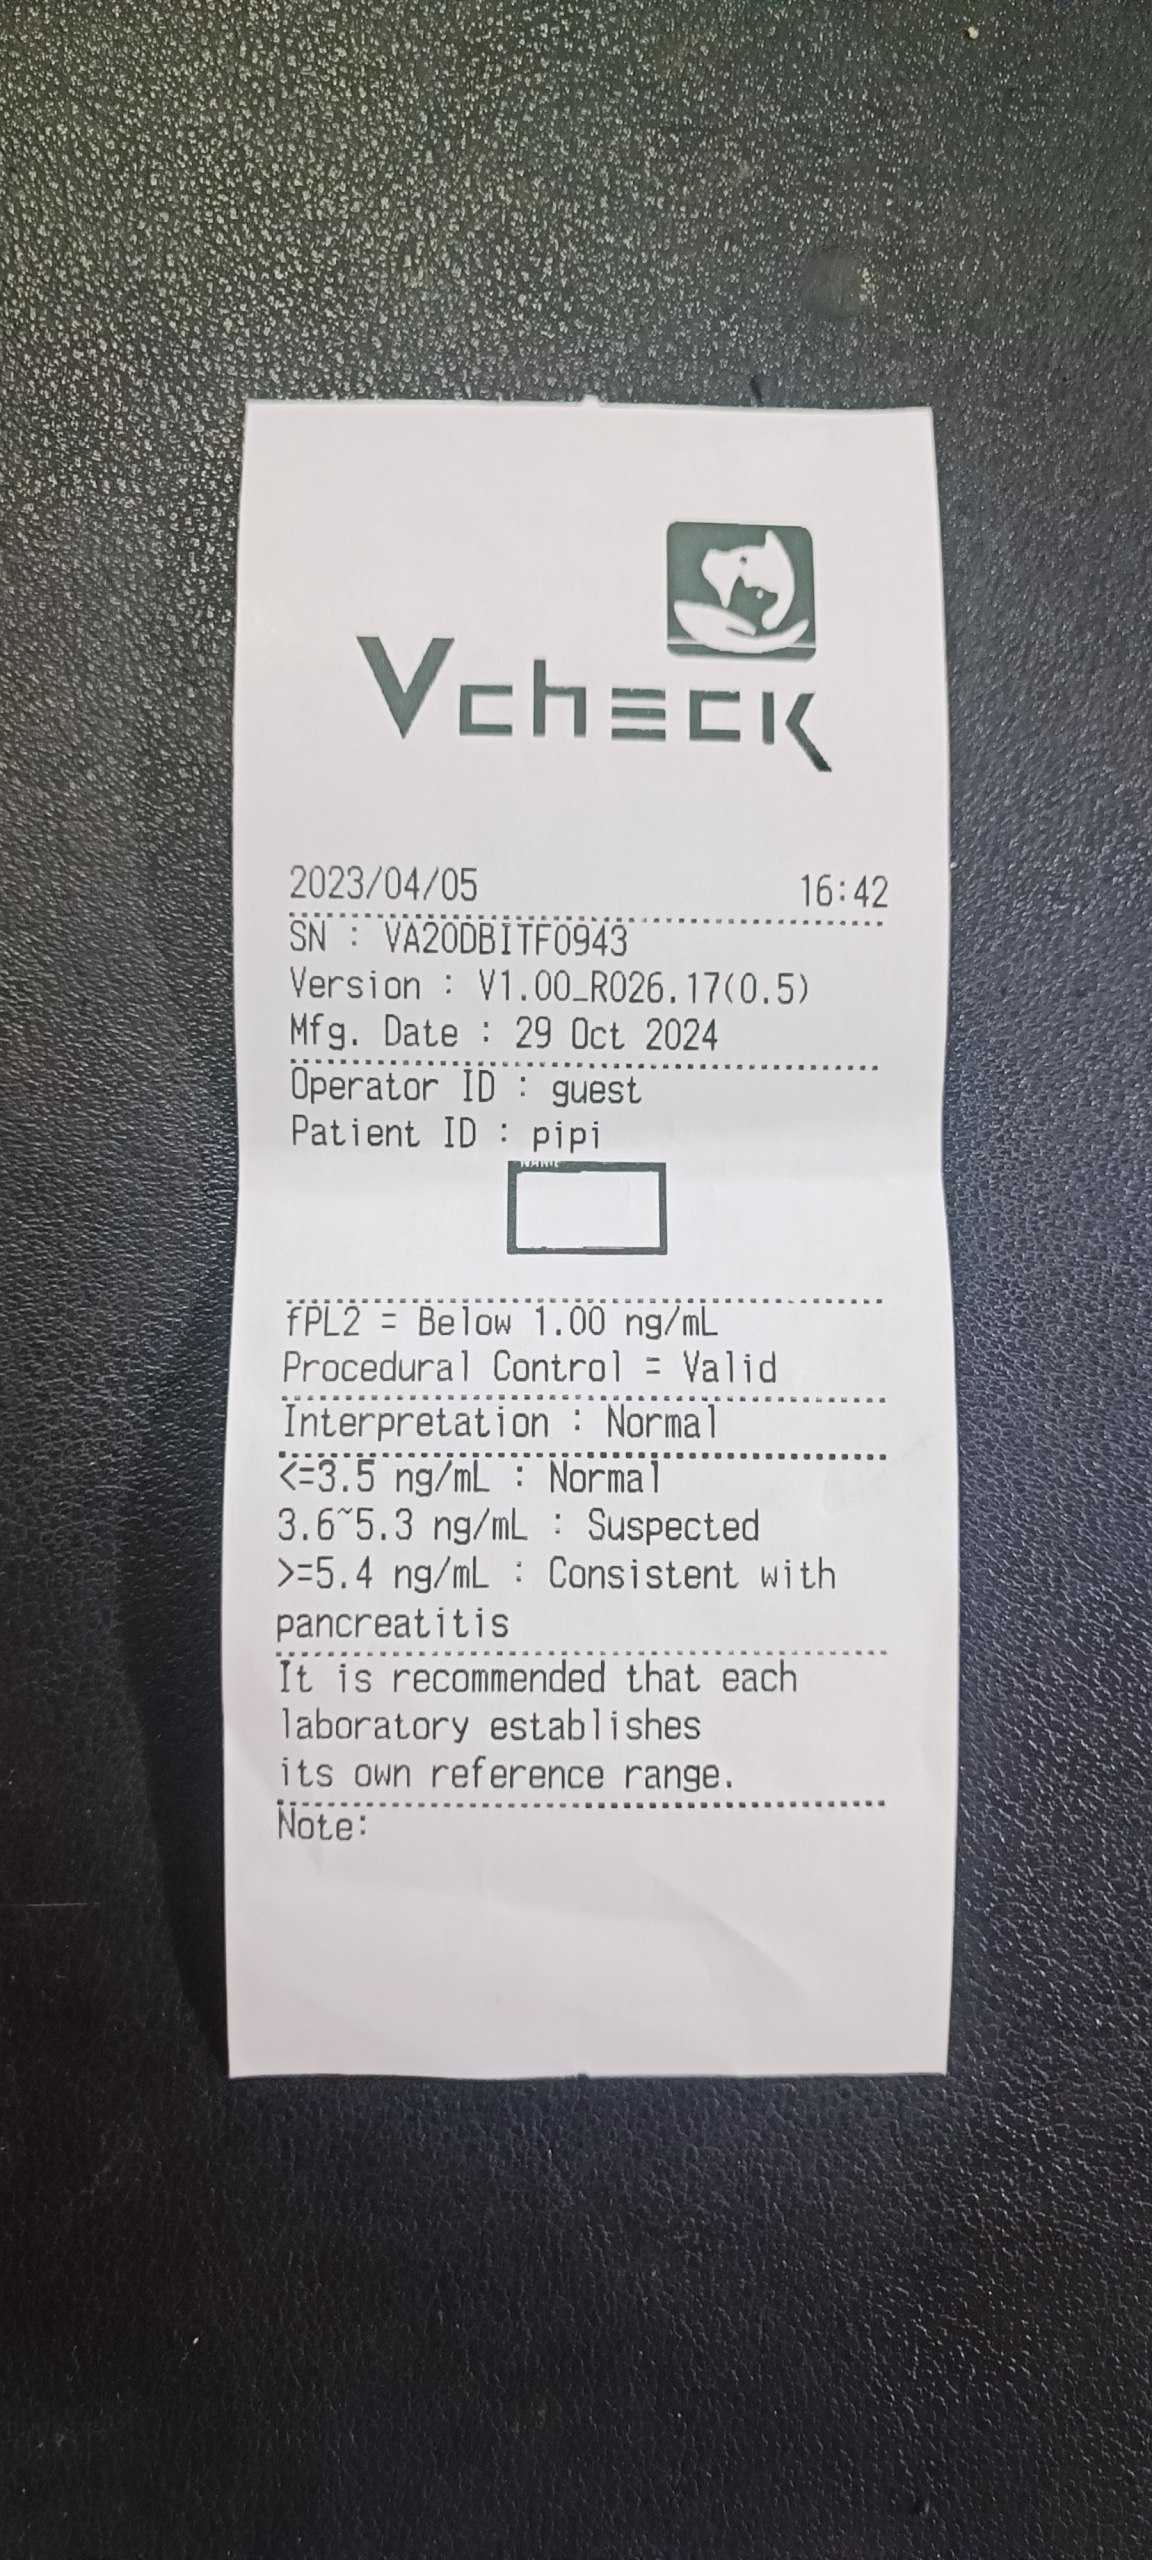 Vcheck
2023/04/05 16:42
SN : VA20DBITF0943
Version : V1.00_R026.17(0.5)
Mfg. Date : 29 Oct 2024
Operator ID : guest
Patient ID : pipi
fPL2 = Below 1.00 ng/mL
Procedural Control = Valid
Interpretation : Normal
<=3.5 ng/mL : Normal
3.6~5.3 ng/mL : Suspected
>=5.4 ng/mL : Consistent with
pancreatitis
It is recommended that each
laboratory establishes
its own reference range.
Note: